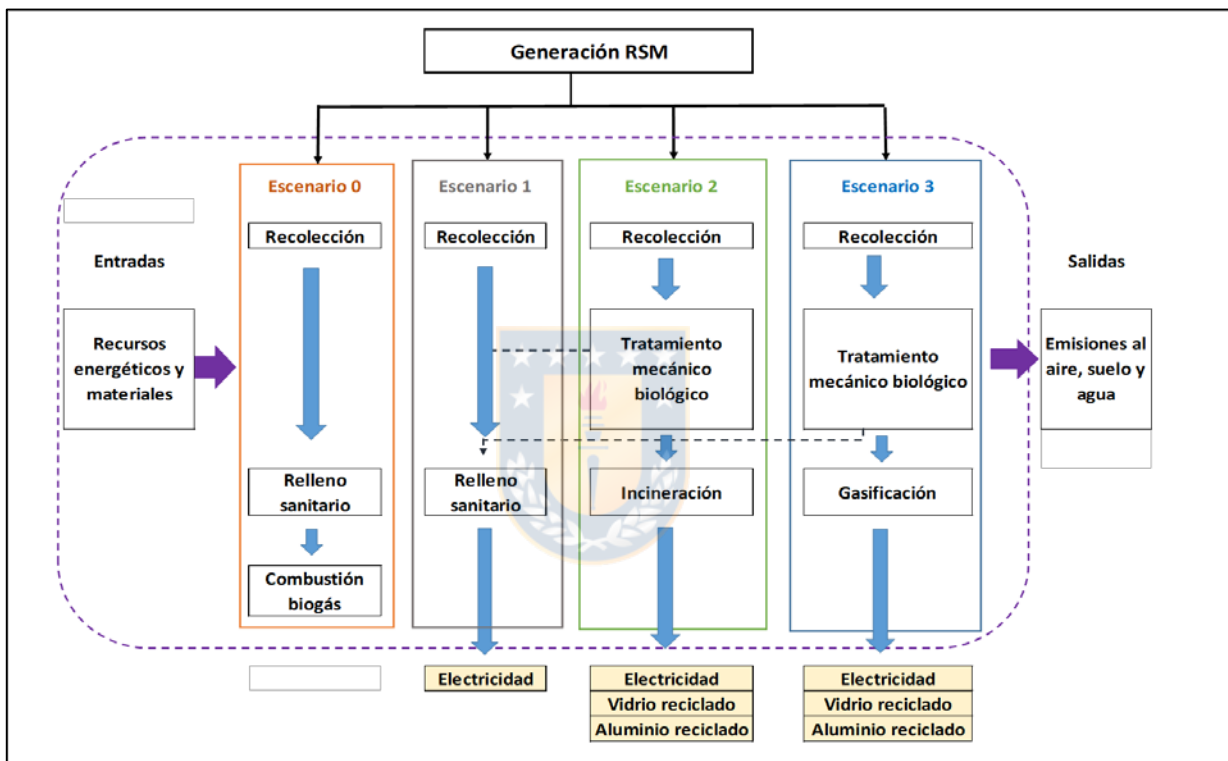 Generación RSM
Escenario 0
Escenario 1
Escenario 2
Escenario 3
Recolección
Recolección
Recolección
Recolección
Entradas
Salidas
Recursos
energéticos y
materiales
Tratamiento
mecánico
biológico
Tratamiento
mecánico biológico
Emisiones al
aire, suelo y
agua
Relleno
sanitario
Relleno
sanitario
Incineración
Gasificación
Combustión
biogás
Electricidad
Electricidad
Vidrio reciclado
Aluminio reciclado
Electricidad
Vidrio reciclado
Aluminio reciclado